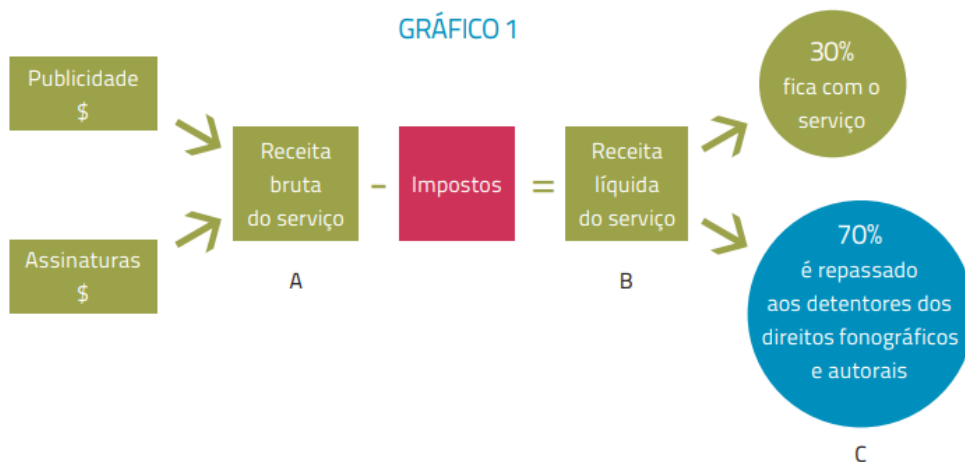 GRÁFICO 1
Publicidade
$
Assinaturas
$
Receita
bruta
do serviço
A
-
Impostos
=
Receita
líquida
do serviço
B
30%
fica com o
serviço
70%
é repassado
aos detentores dos
direitos fonográficos
e autorais
C